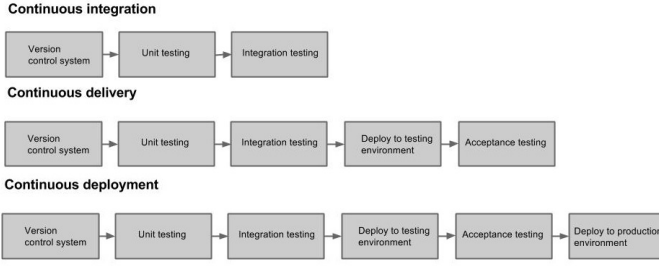 Continuous integration
Version
control system
Unit testing
Integration testing
Continuous delivery
Version
control system
Unit testing
Integration testing
Deploy to testing
environment
Acceptance testing
Continuous deployment
Version
control system
Unit testing
Integration testing
Deploy to testing
environment
Acceptance testing
Deploy to production
environment